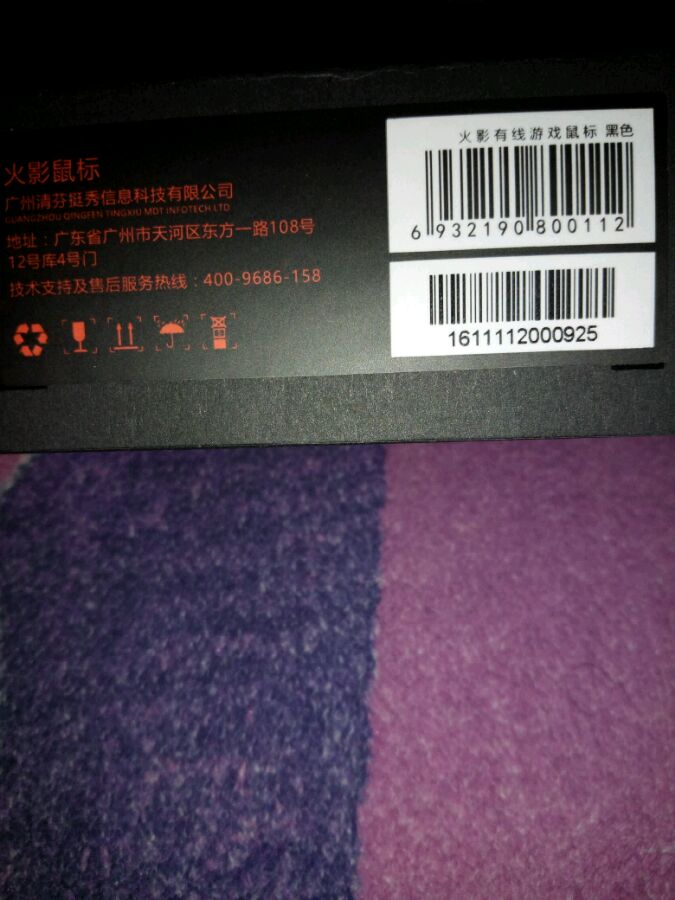 火影鼠标
广州清芬挺秀信息科技有限公司
GUANGZHOU QINGFEN TINGXIU MDT INFOTECH LTD
地址：广东省广州市天河区东方一路108号
12号库4号门
技术支持及售后服务热线：400-9686-158
火影有线游戏鼠标 黑色
6 932190 800112
1611112000925